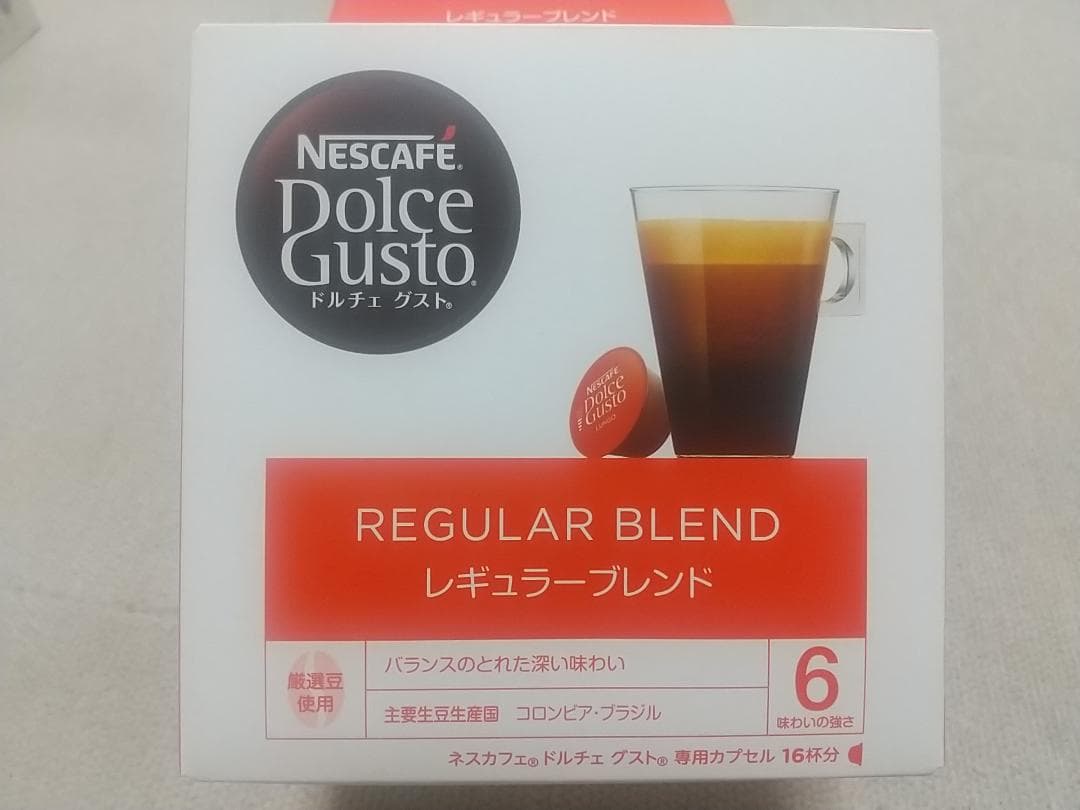 レギュラーブレンド
NESCAFÉ®
Dolce
Gusto®
ドルチェ グスト®
NESCAFÉ
Dolce
Gusto
LUNGO
REGULAR BLEND
レギュラーブレンド
厳選豆
使用
バランスのとれた深い味わい
主要生豆生産国 コロンビア・ブラジル
6
味わいの強さ
ネスカフェ® ドルチェ グスト® 専用カプセル 16杯分